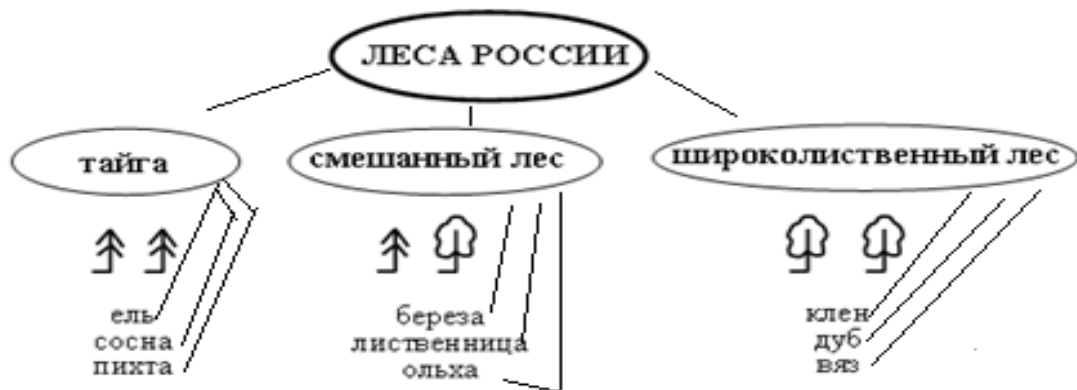 ЛЕСА РОССИИ
тайга
смешанный лес
широколиственный лес
ель
сосна
пихта
береза
лиственница
ольха
клен
дуб
вяз